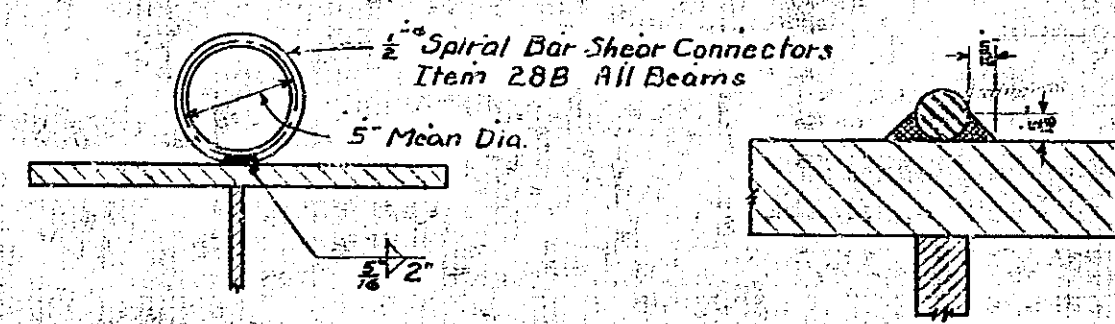 1/2"ø Spiral Bar Shear Connectors
Item 28B All Beams
5" Mean Dia.
5/16" 2"